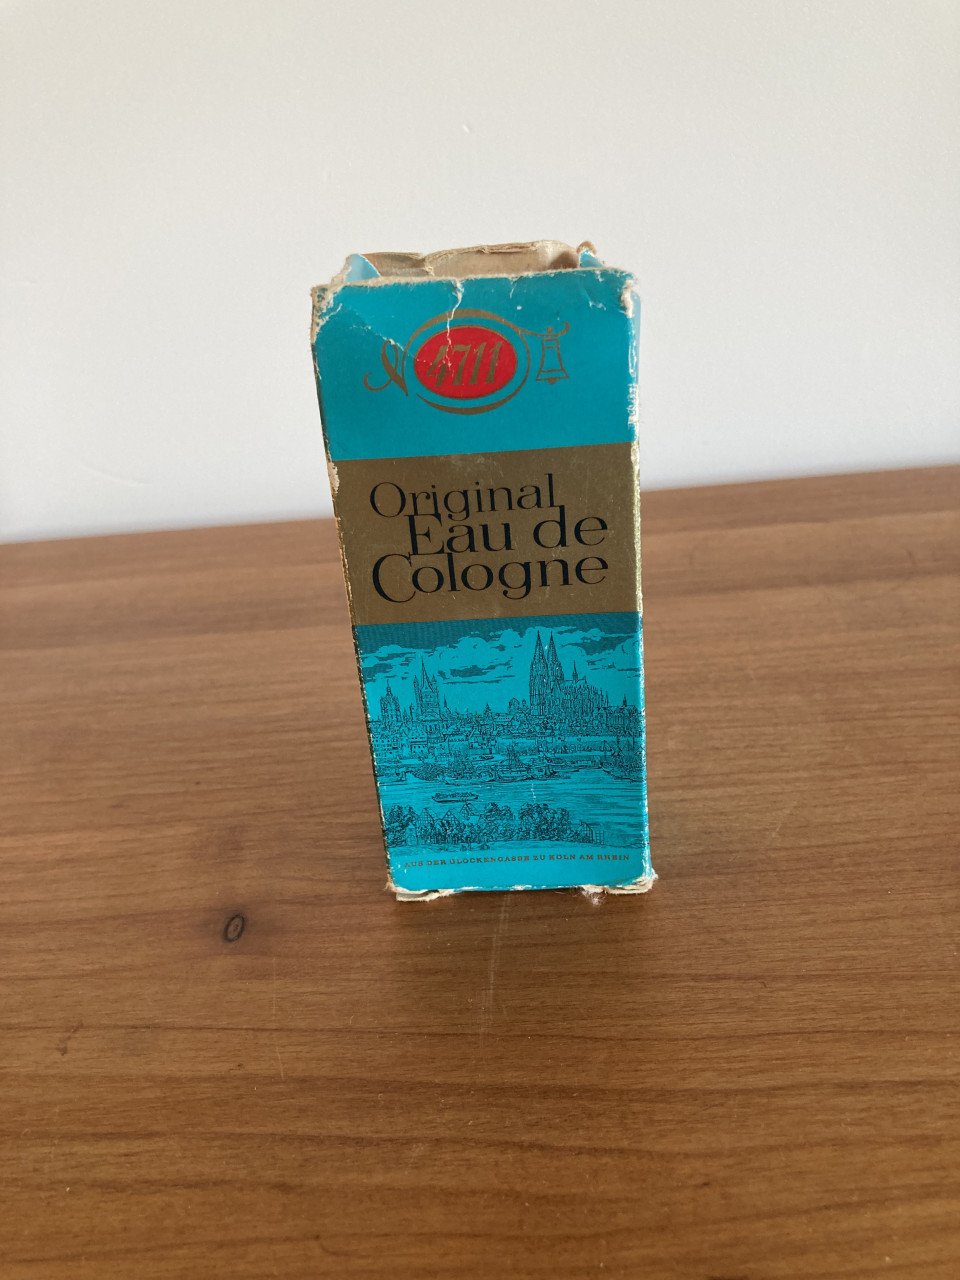 N 4711
Original
Eau de
Cologne
AUS DER GLOCKENGASSE ZU KÖLN AM RHEIN